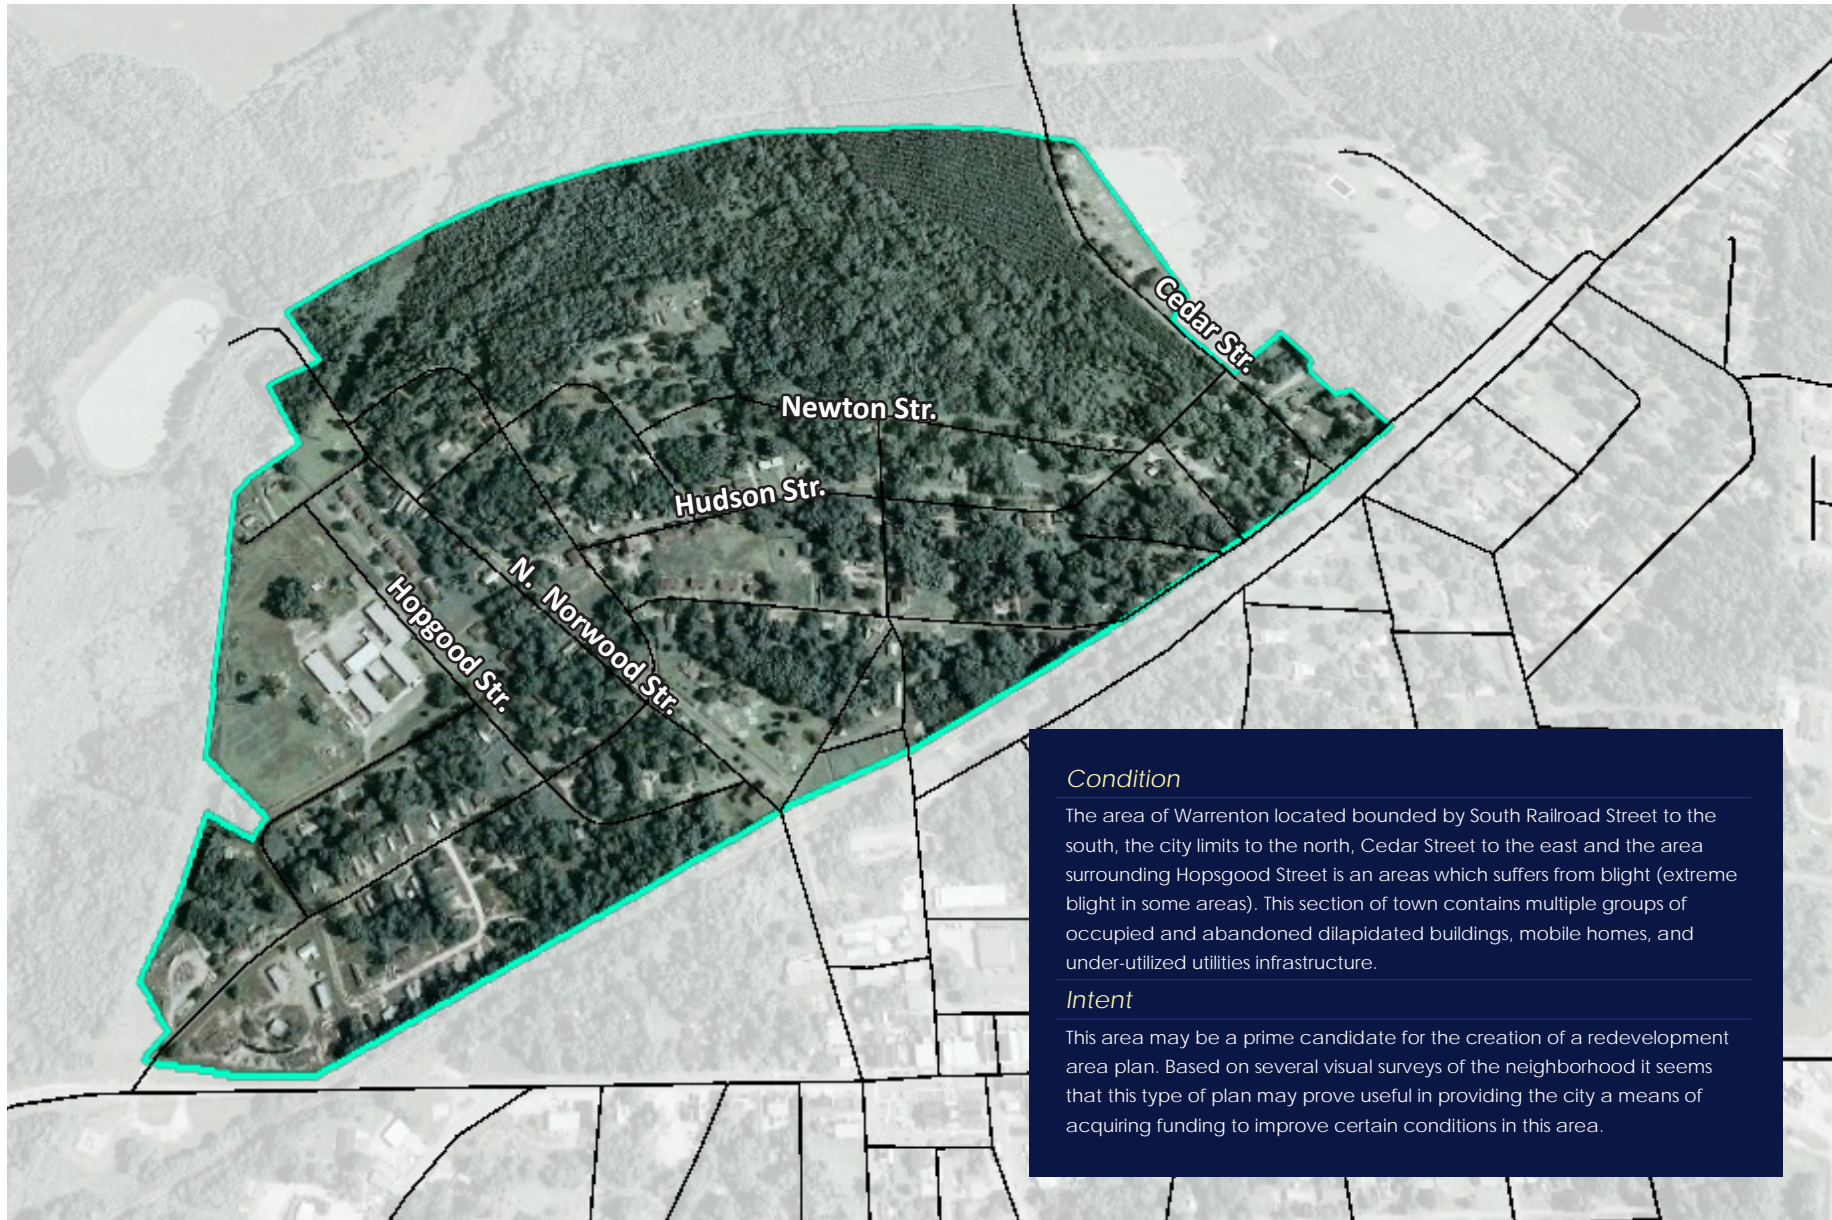 Cedar Str.
Newton Str.
Hudson Str.
N. Norwood Str.
Hopgood Str.
Condition
The area of Warrenton located bounded by South Railroad Street to the
south, the city limits to the north, Cedar Street to the east and the area
surrounding Hopsgood Street is an areas which suffers from blight (extreme
blight in some areas). This section of town contains multiple groups of
occupied and abandoned dilapidated buildings, mobile homes, and
under-utilized utilities infrastructure.
Intent
This area may be a prime candidate for the creation of a redevelopment
area plan. Based on several visual surveys of the neighborhood it seems
that this type of plan may prove useful in providing the city a means of
acquiring funding to improve certain conditions in this area.